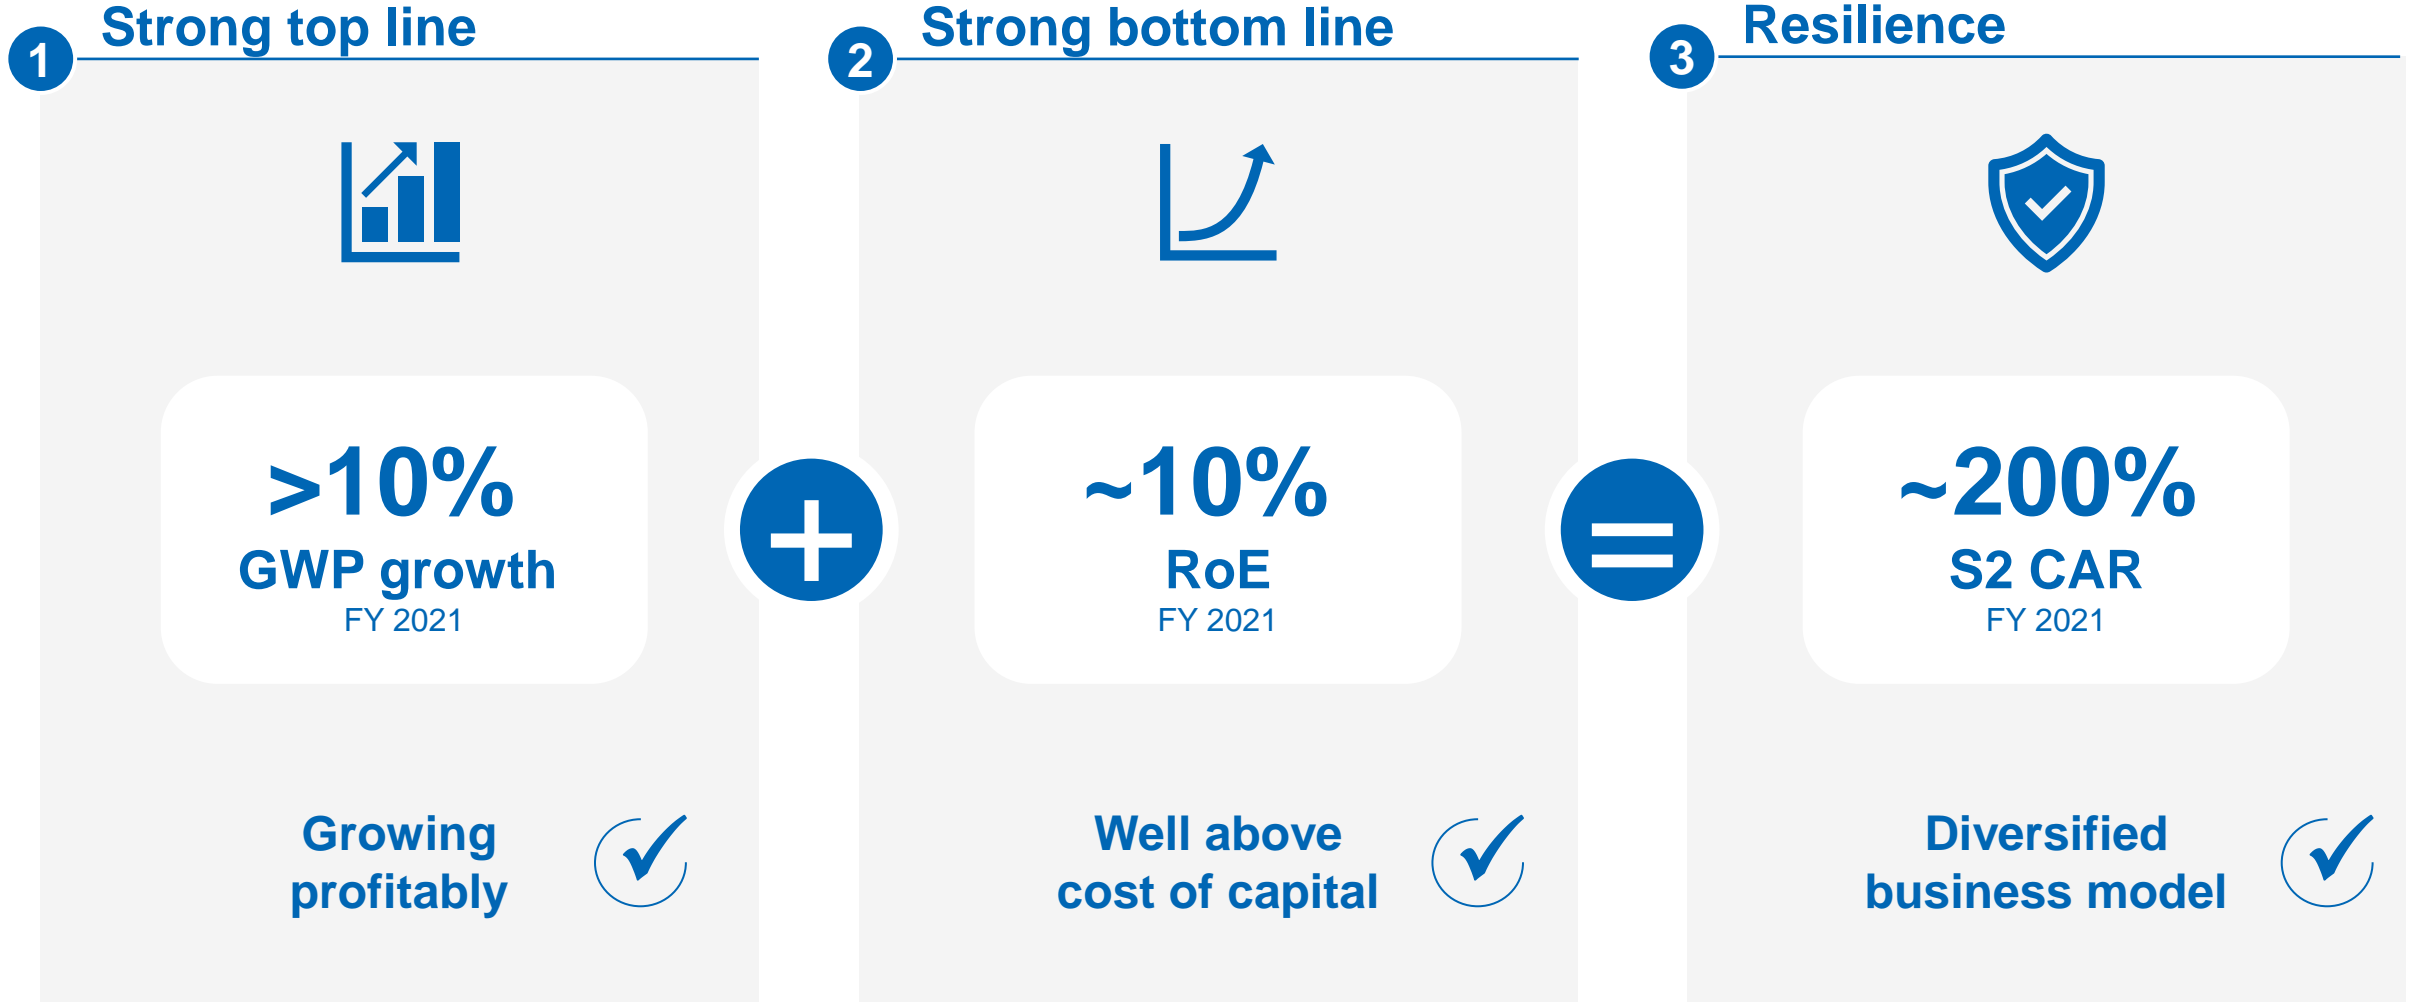 1
Strong top line
>10%
GWP growth
FY 2021
Growing
profitably
+
2
Strong bottom line
~10%
RoE
FY 2021
Well above
cost of capital
=
3
Resilience
~200%
S2 CAR
FY 2021
Diversified
business model